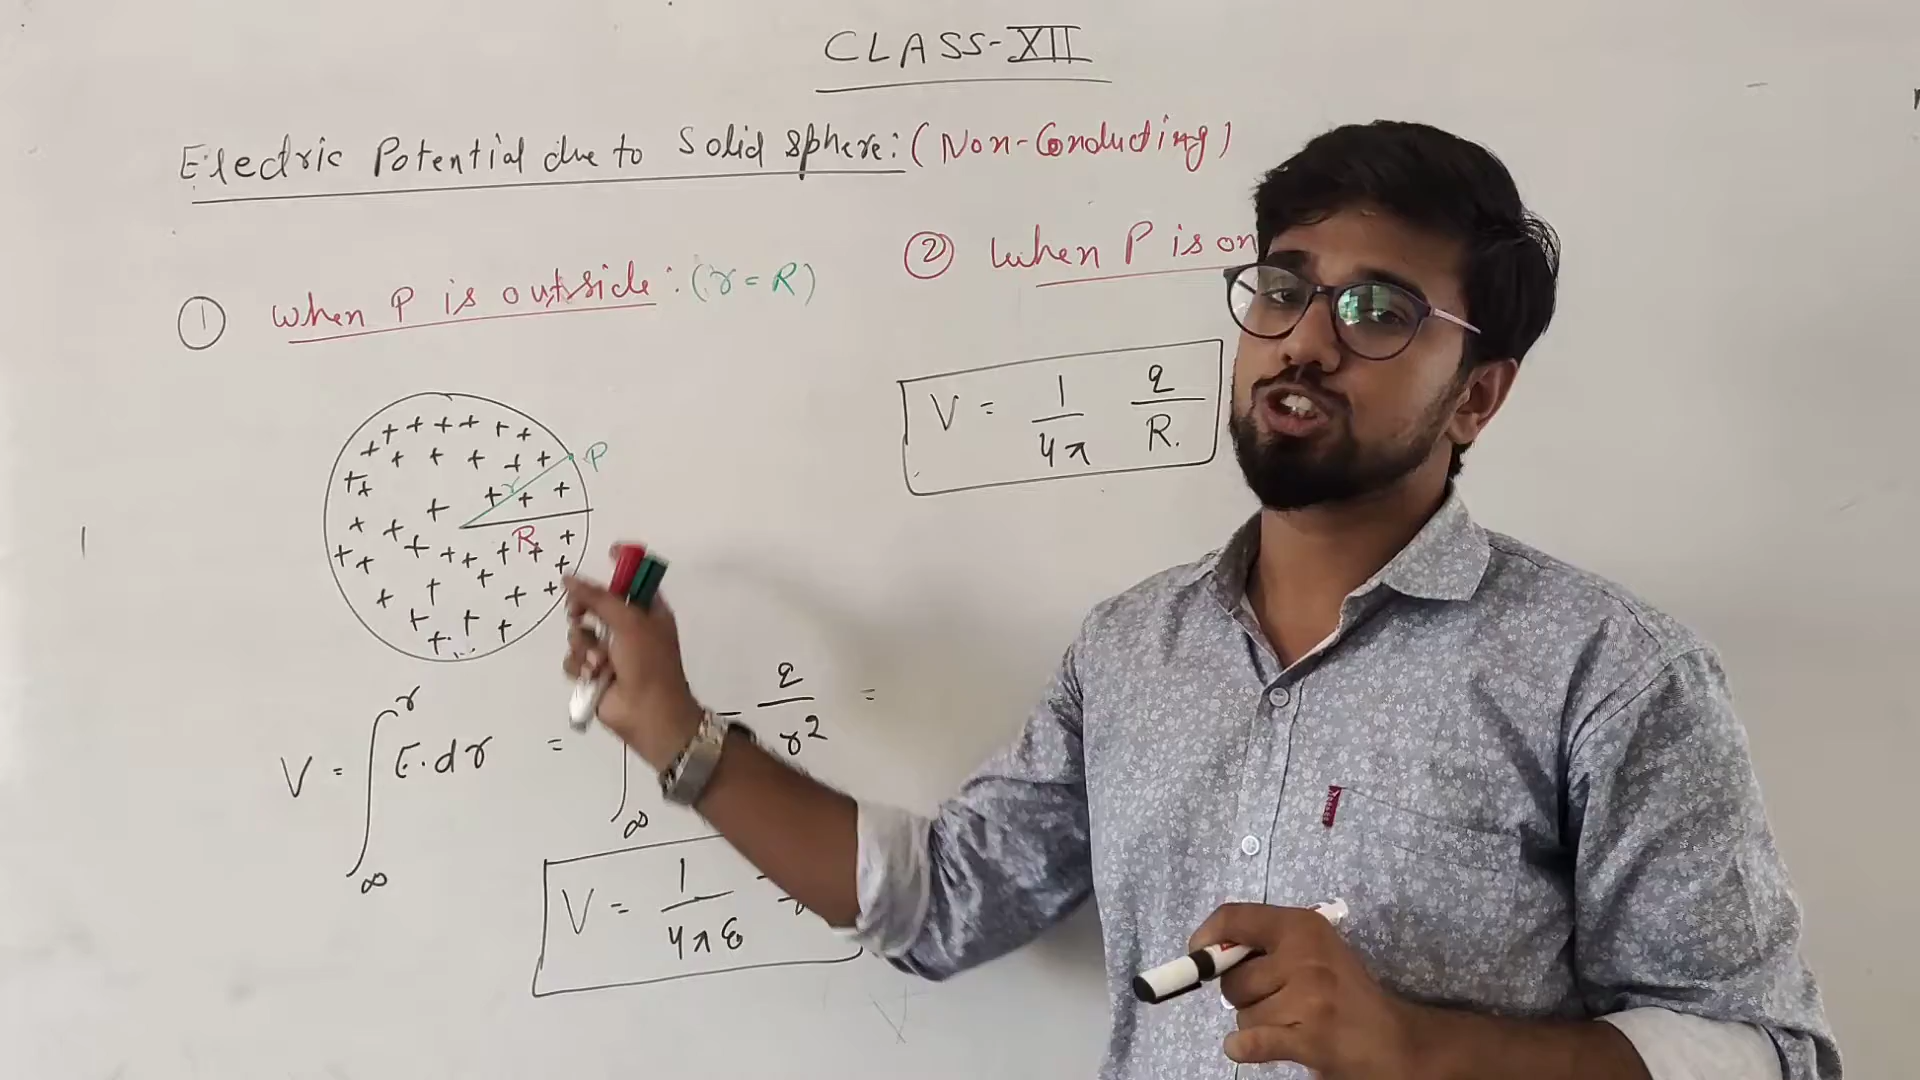 CLASS-XII
Electric Potential due to Solid Sphere: (Non-Conducting)
① When P is outside: (r = R)
② When P is on
V = 1/4π q/R.
P
r
R
V = ∫∞^r E.dr = ∫∞ q/r² =
V = 1/4πε